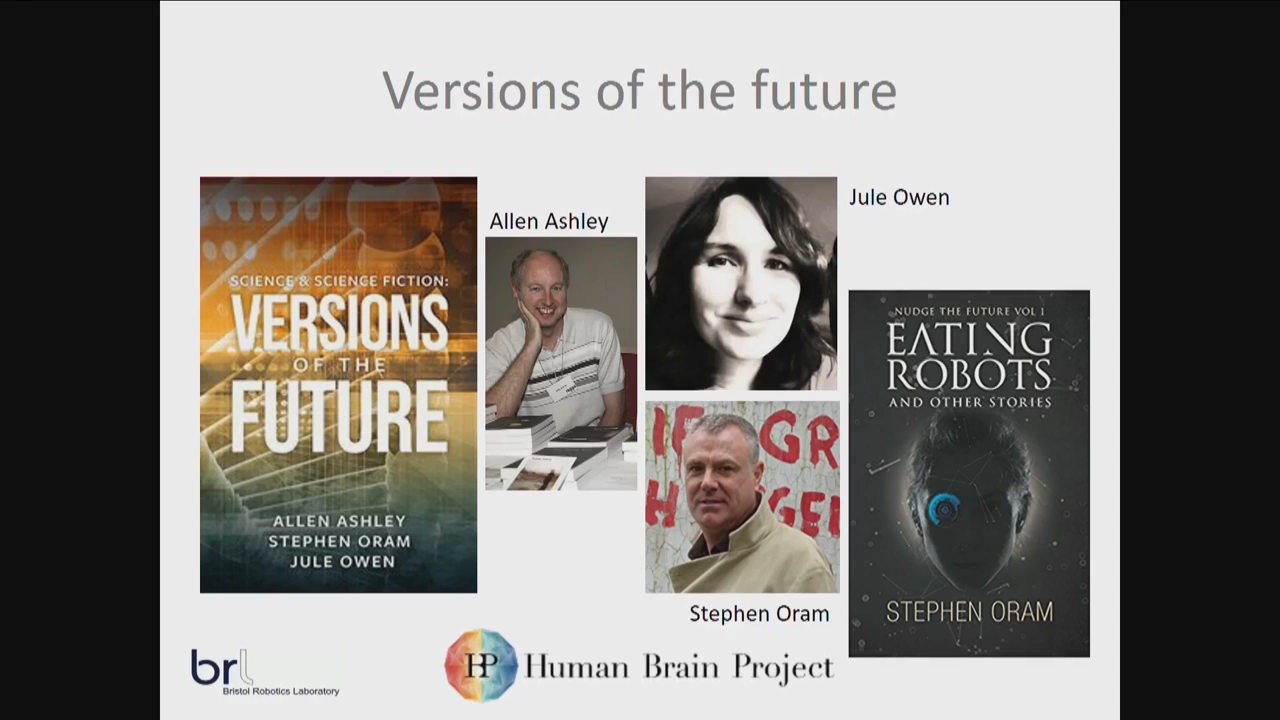 Versions of the future
SCIENCE & SCIENCE FICTION:
VERSIONS
OF THE
FUTURE
ALLEN ASHLEY
STEPHEN ORAM
JULE OWEN
Allen Ashley
Jule Owen
Stephen Oram
NUDGE THE FUTURE VOL 1
EATING
ROBOTS
AND OTHER STORIES
STEPHEN ORAM
brl
Bristol Robotics Laboratory
HP Human Brain Project